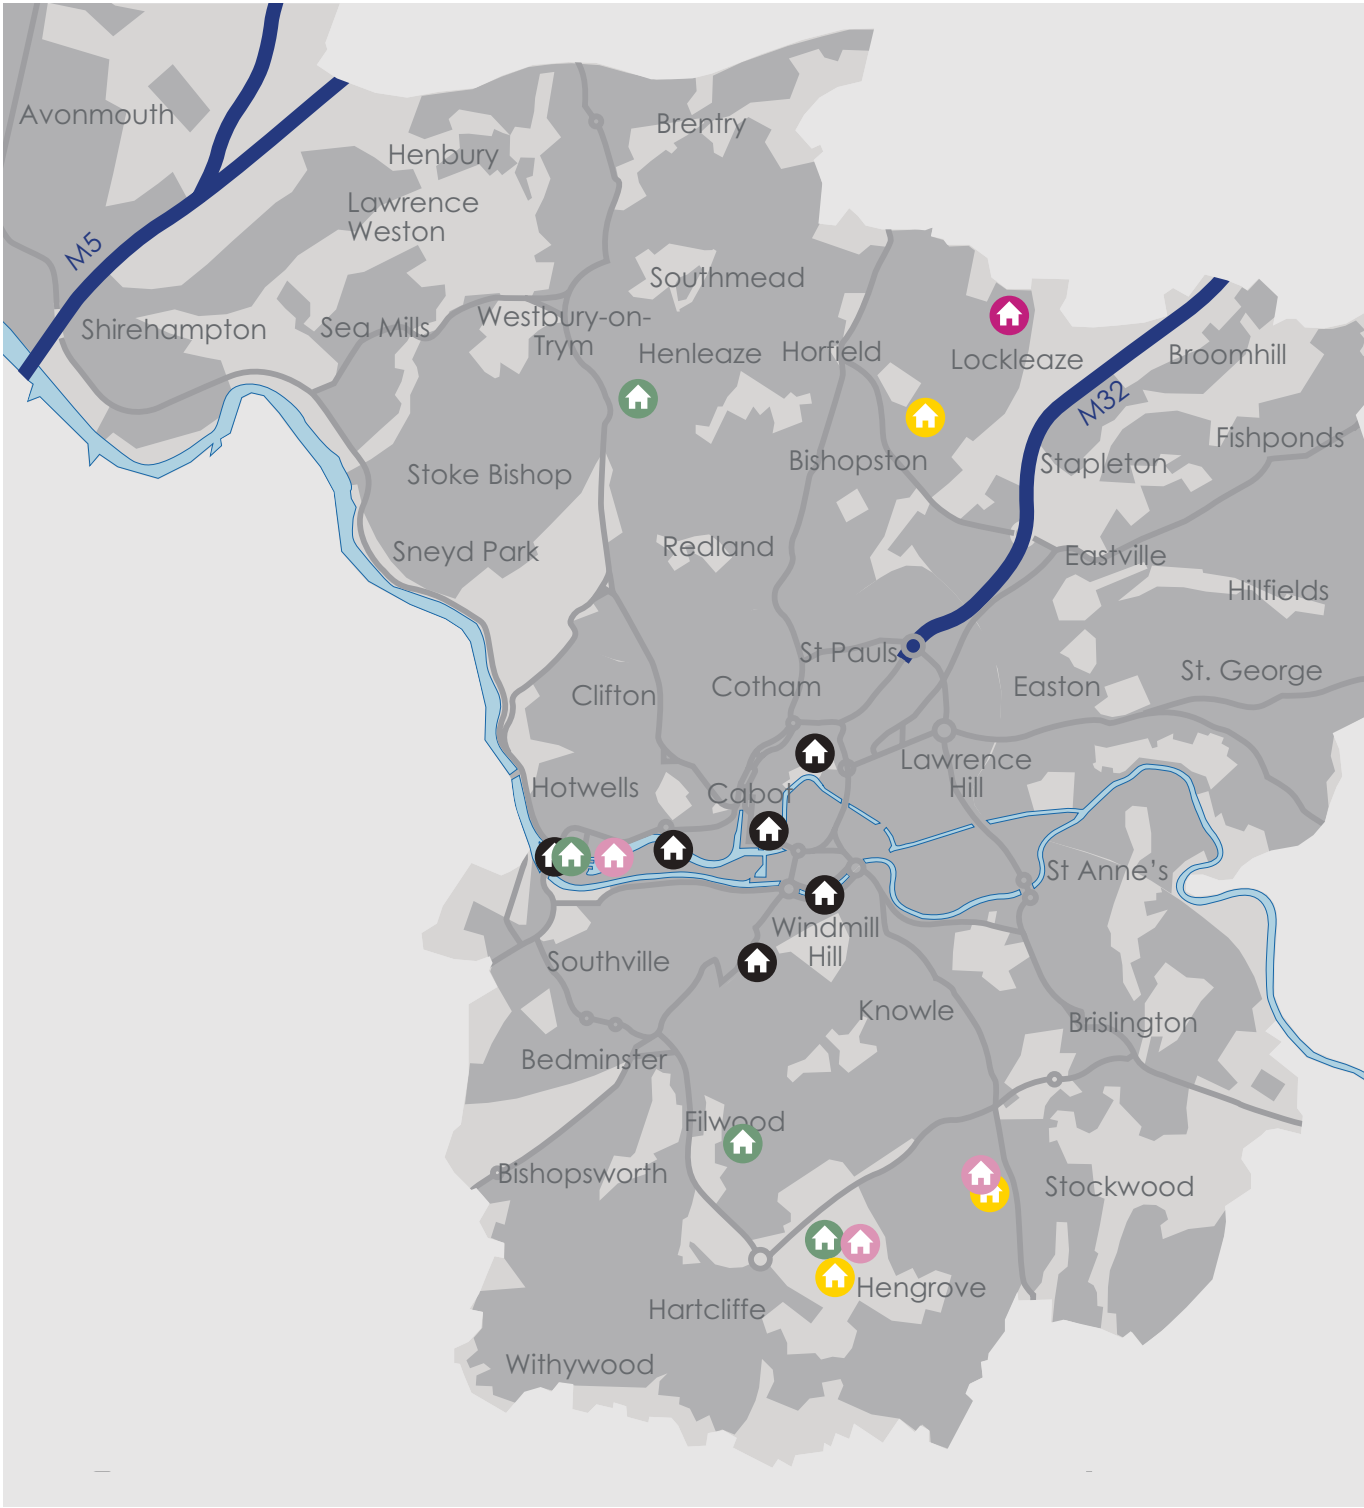 Avonmouth
Brentry
Henbury
Lawrence
Weston
M5
Southmead
Shirehampton
Sea Mills
Westbury-on-
Trym
Henleaze
Horfield
Lockleaze
Broomhill
M32
Fishponds
Stoke Bishop
Bishopston
Stapleton
Sneyd Park
Redland
Eastville
Hillfields
St Pauls
St. George
Clifton
Cotham
Easton
Hotwells
Cabot
Lawrence
Hill
St Anne's
Windmill
Hill
Southville
Knowle
Brislington
Bedminster
Filwood
Bishopsworth
Stockwood
Hengrove
Hartcliffe
Withywood